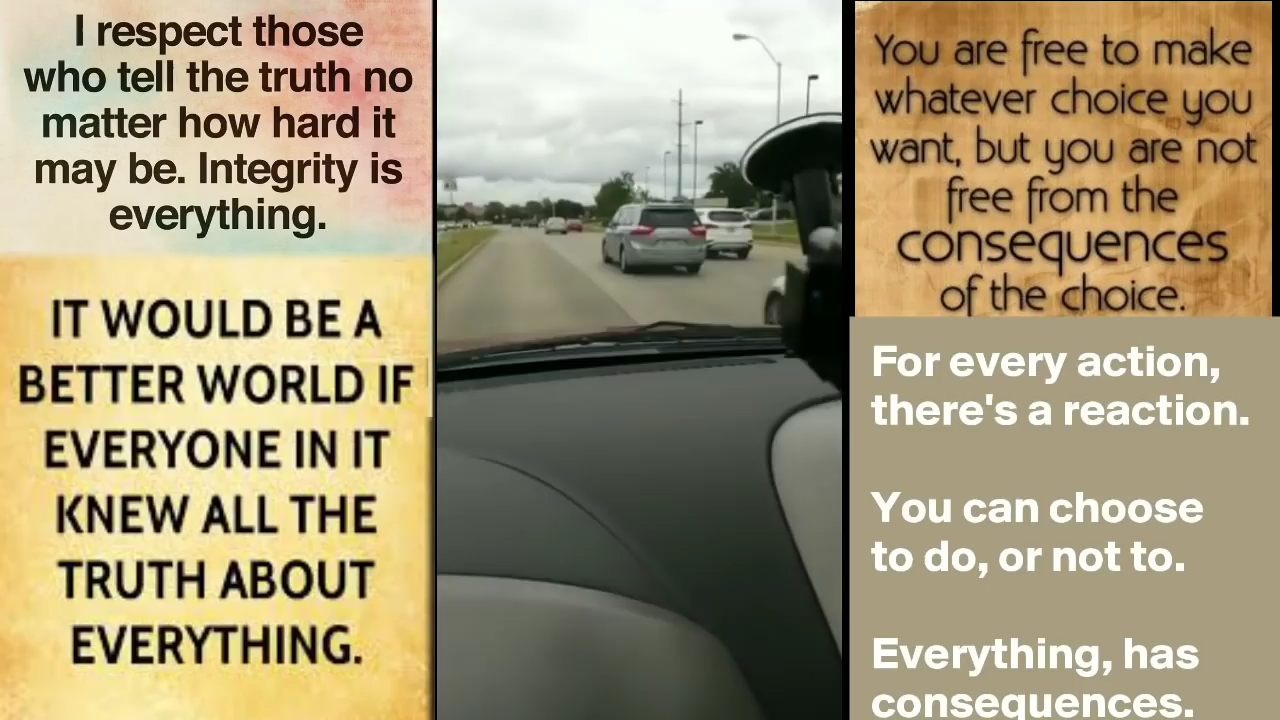 I respect those
who tell the truth no
matter how hard it
may be. Integrity is
everything.
IT WOULD BE A
BETTER WORLD IF
EVERYONE IN IT
KNEW ALL THE
TRUTH ABOUT
EVERYTHING.
You are free to make
whatever choice you
want, but you are not
free from the
consequences
of the choice.
For every action,
there's a reaction.
You can choose
to do, or not to.
Everything, has
consequences.